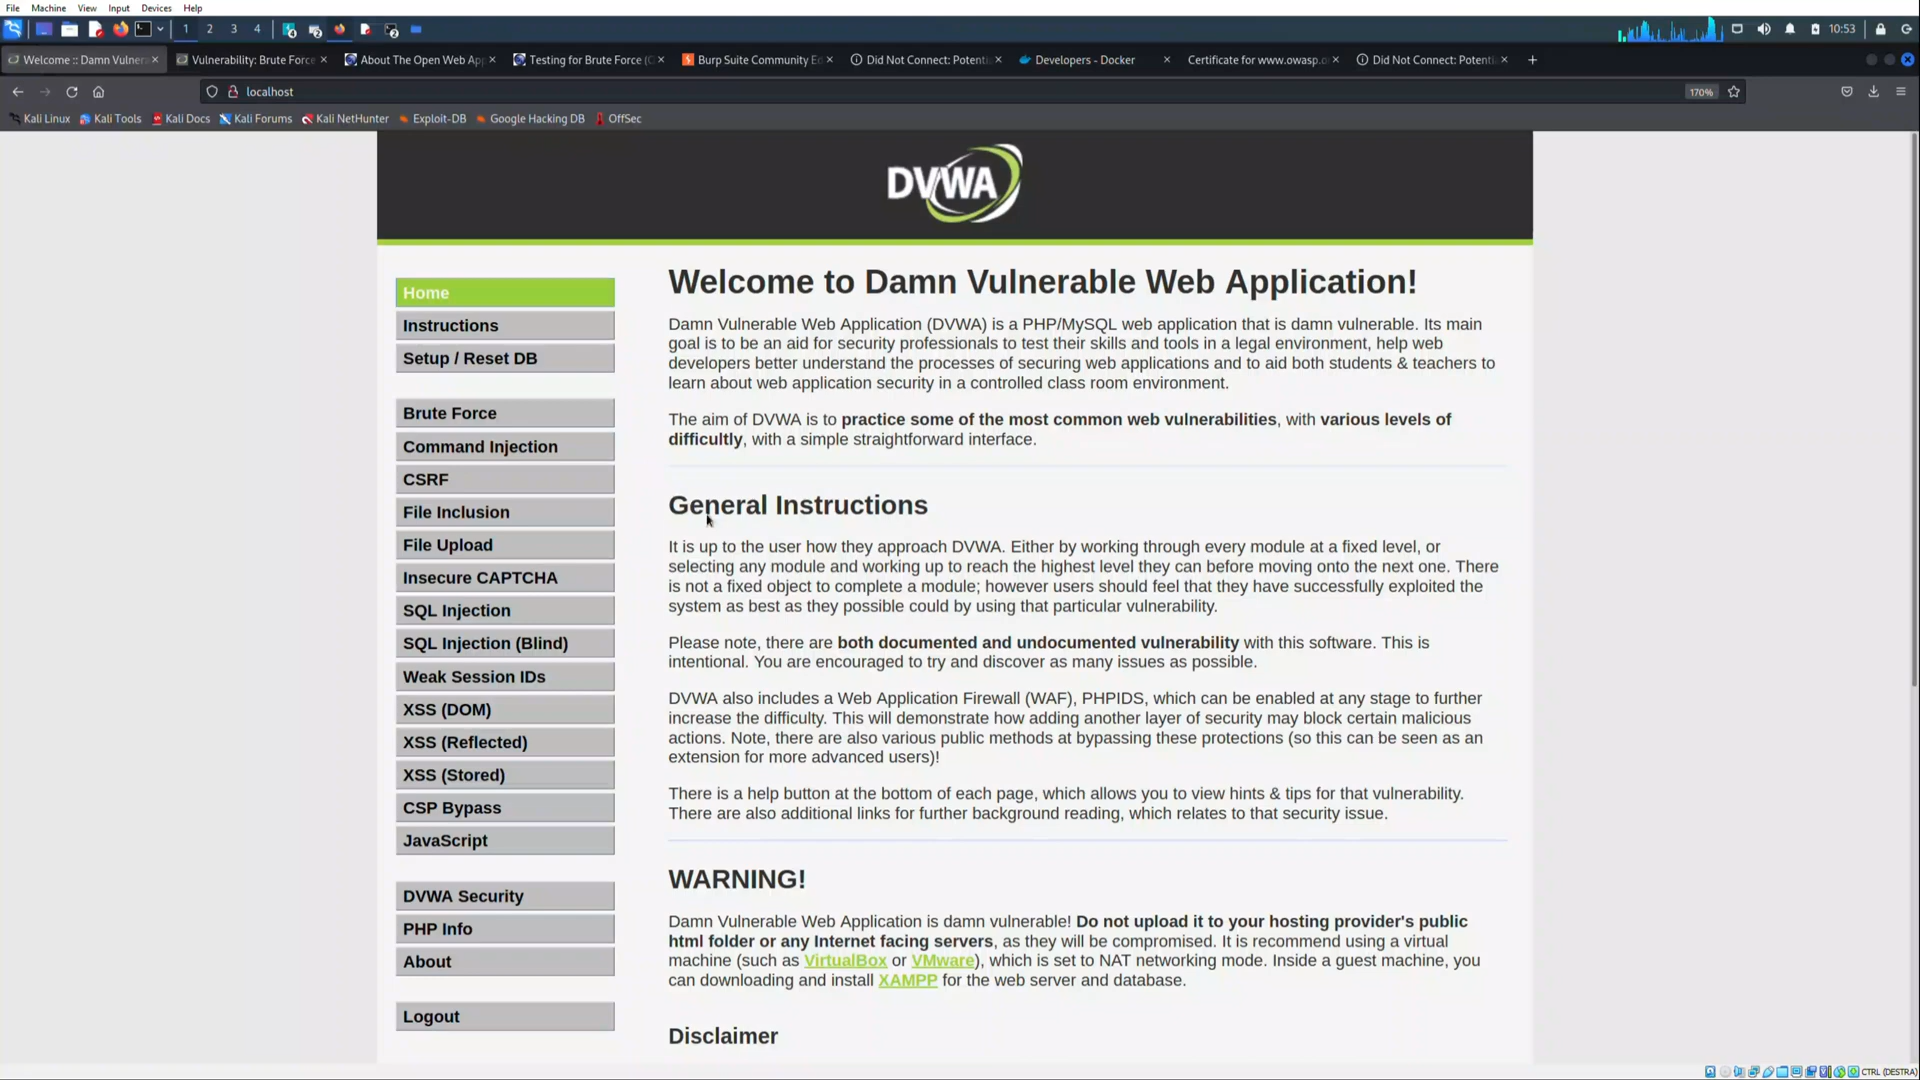 File Machine View Input Devices Help
1 2 3 4 10:53
Welcome :: Damn Vulner Vulnerability: Brute Force About The Open Web Ap Testing for Brute Force ( Burp Suite Community E Did Not Connect: Potenti Developers - Docker Certificate for www.owasp.o Did Not Connect: Potenti
localhost 170%
Kali Linux Kali Tools Kali Docs Kali Forums Kali NetHunter Exploit-DB Google Hacking DB OffSec
DVWA
Home
Instructions
Setup / Reset DB
Brute Force
Command Injection
CSRF
File Inclusion
File Upload
Insecure CAPTCHA
SQL Injection
SQL Injection (Blind)
Weak Session IDs
XSS (DOM)
XSS (Reflected)
XSS (Stored)
CSP Bypass
JavaScript
DVWA Security
PHP Info
About
Logout
Welcome to Damn Vulnerable Web Application!
Damn Vulnerable Web Application (DVWA) is a PHP/MySQL web application that is damn vulnerable. Its main
goal is to be an aid for security professionals to test their skills and tools in a legal environment, help web
developers better understand the processes of securing web applications and to aid both students & teachers to
learn about web application security in a controlled class room environment.
The aim of DVWA is to practice some of the most common web vulnerabilities, with various levels of
difficultly, with a simple straightforward interface.
General Instructions
It is up to the user how they approach DVWA. Either by working through every module at a fixed level, or
selecting any module and working up to reach the highest level they can before moving onto the next one. There
is not a fixed object to complete a module; however users should feel that they have successfully exploited the
system as best as they possible could by using that particular vulnerability.
Please note, there are both documented and undocumented vulnerability with this software. This is
intentional. You are encouraged to try and discover as many issues as possible.
DVWA also includes a Web Application Firewall (WAF), PHPIDS, which can be enabled at any stage to further
increase the difficulty. This will demonstrate how adding another layer of security may block certain malicious
actions. Note, there are also various public methods at bypassing these protections (so this can be seen as an
extension for more advanced users)!
There is a help button at the bottom of each page, which allows you to view hints & tips for that vulnerability.
There are also additional links for further background reading, which relates to that security issue.
WARNING!
Damn Vulnerable Web Application is damn vulnerable! Do not upload it to your hosting provider's public
html folder or any Internet facing servers, as they will be compromised. It is recommend using a virtual
machine (such as VirtualBox or VMware), which is set to NAT networking mode. Inside a guest machine, you
can downloading and install XAMPP for the web server and database.
Disclaimer
CTRL (DESTRA)